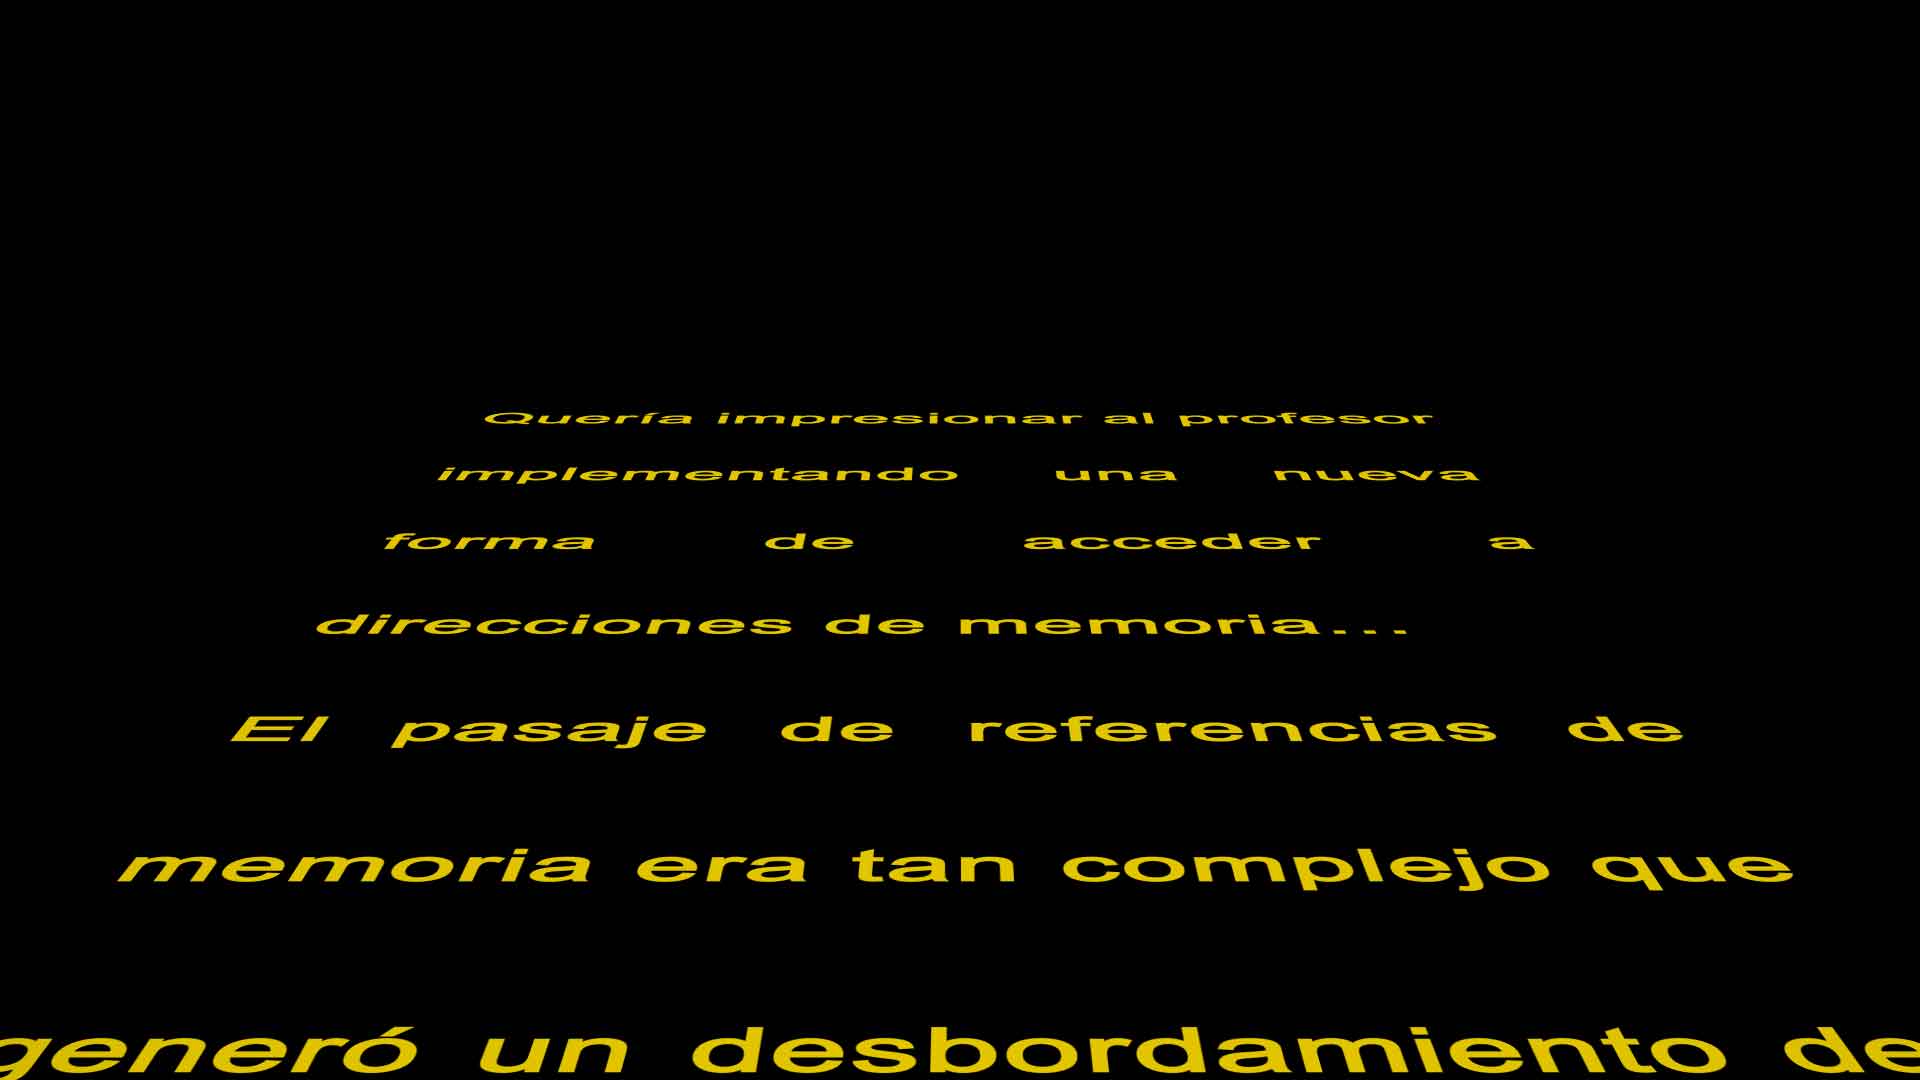 Quería impresionar al profesor
implementando una nueva
forma de acceder a
direcciones de memoria...
El pasaje de referencias de
memoria era tan complejo que
generó un desbordamiento de